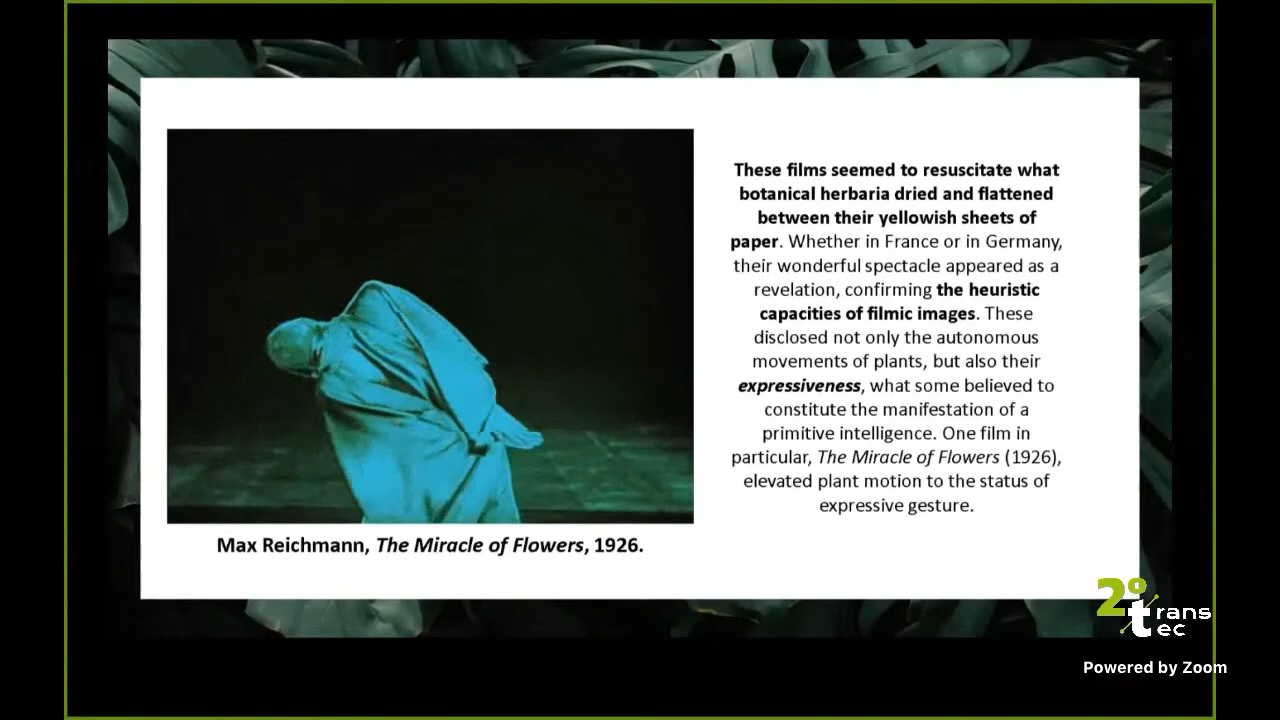 These films seemed to resuscitate what
botanical herbaria dried and flattened
between their yellowish sheets of
paper. Whether in France or in Germany,
their wonderful spectacle appeared as a
revelation, confirming the heuristic
capacities of filmic images. These
disclosed not only the autonomous
movements of plants, but also their
expressiveness, what some believed to
constitute the manifestation of a
primitive intelligence. One film in
particular, The Miracle of Flowers (1926),
elevated plant motion to the status of
expressive gesture.
Max Reichmann, The Miracle of Flowers, 1926.
2º trans
tec
Powered by Zoom